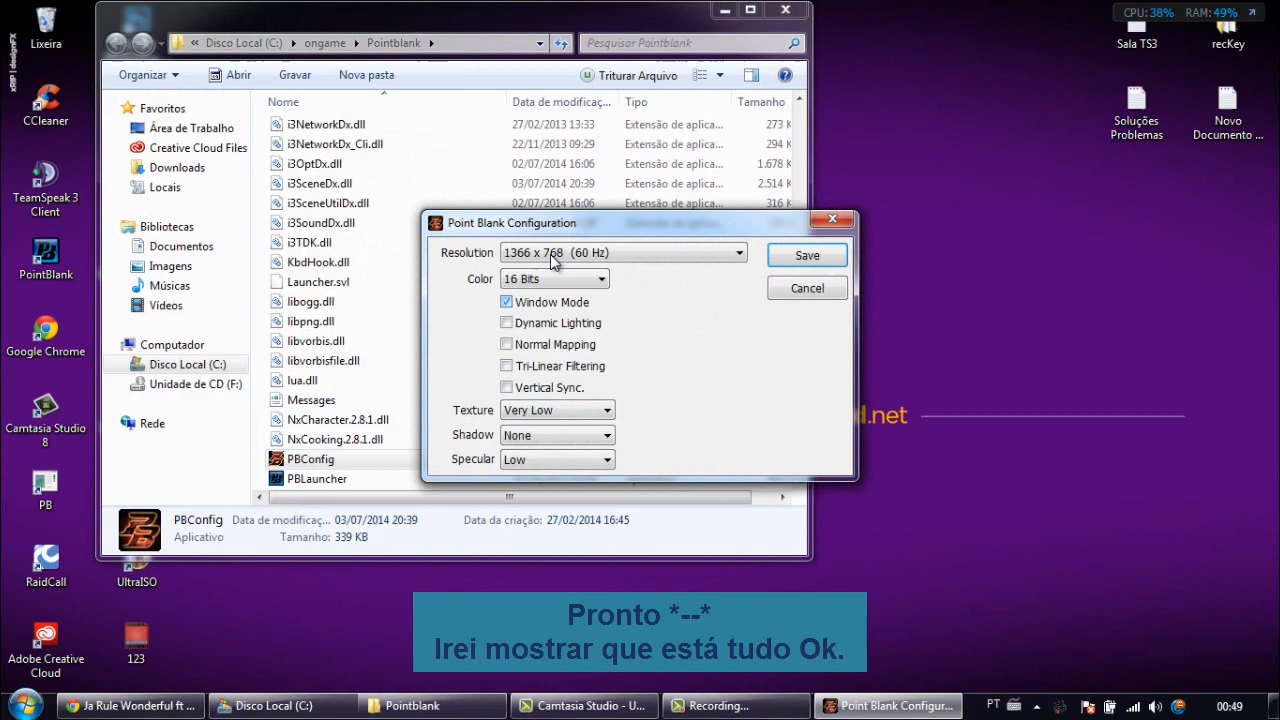 CPU: 38% RAM: 49%
Lixeira
CCleaner
TeamSpeak 3
Client
PointBlank
Google Chrome
Camtasia Studio
8
PB
RaidCall
UltraISO
Adobe Creative
Cloud
123
Sala TS3
recKey
Soluções
Problemas
Novo
Documento ...
Disco Local (C:)
ongame
Pointblank
Pesquisar Pointblank
Organizar
Abrir
Gravar
Nova pasta
Triturar Arquivo
Favoritos
Área de Trabalho
Creative Cloud Files
Downloads
Locais
Bibliotecas
Documentos
Imagens
Músicas
Vídeos
Computador
Disco Local (C:)
Unidade de CD (F:)
Rede
Nome Data de modificaç... Tipo Tamanho
i3NetworkDx.dll 27/02/2013 13:33 Extensão de aplica... 273 K
i3NetworkDx_Cli.dll 22/11/2013 09:29 Extensão de aplica... 294 K
i3OptDx.dll 02/07/2014 16:06 Extensão de aplica... 1.678 K
i3SceneDx.dll 03/07/2014 20:39 Extensão de aplica... 2.514 K
i3SceneUtilDx.dll 02/07/2014 16:06 Extensão de aplica... 316 K
i3SoundDx.dll
i3TDK.dll
KbdHook.dll
Launcher.svl
libogg.dll
libpng.dll
libvorbis.dll
libvorbisfile.dll
lua.dll
Messages
NxCharacter.2.8.1.dll
NxCooking.2.8.1.dll
PBConfig
PBLauncher
PBConfig Data de modificaç... 03/07/2014 20:39 Data da criação: 27/02/2014 16:45
Aplicativo Tamanho: 339 KB
Point Blank Configuration
Resolution 1366 x 768 (60 Hz)
Color 16 Bits
Window Mode
Dynamic Lighting
Normal Mapping
Tri-Linear Filtering
Vertical Sync.
Texture Very Low
Shadow None
Specular Low
Save
Cancel
d.net
Pronto *--*
Irei mostrar que está tudo Ok.
Ja Rule Wonderful ft ...
Disco Local (C:)
Pointblank
Camtasia Studio - U...
Recording...
Point Blank Configur...
PT
00:49